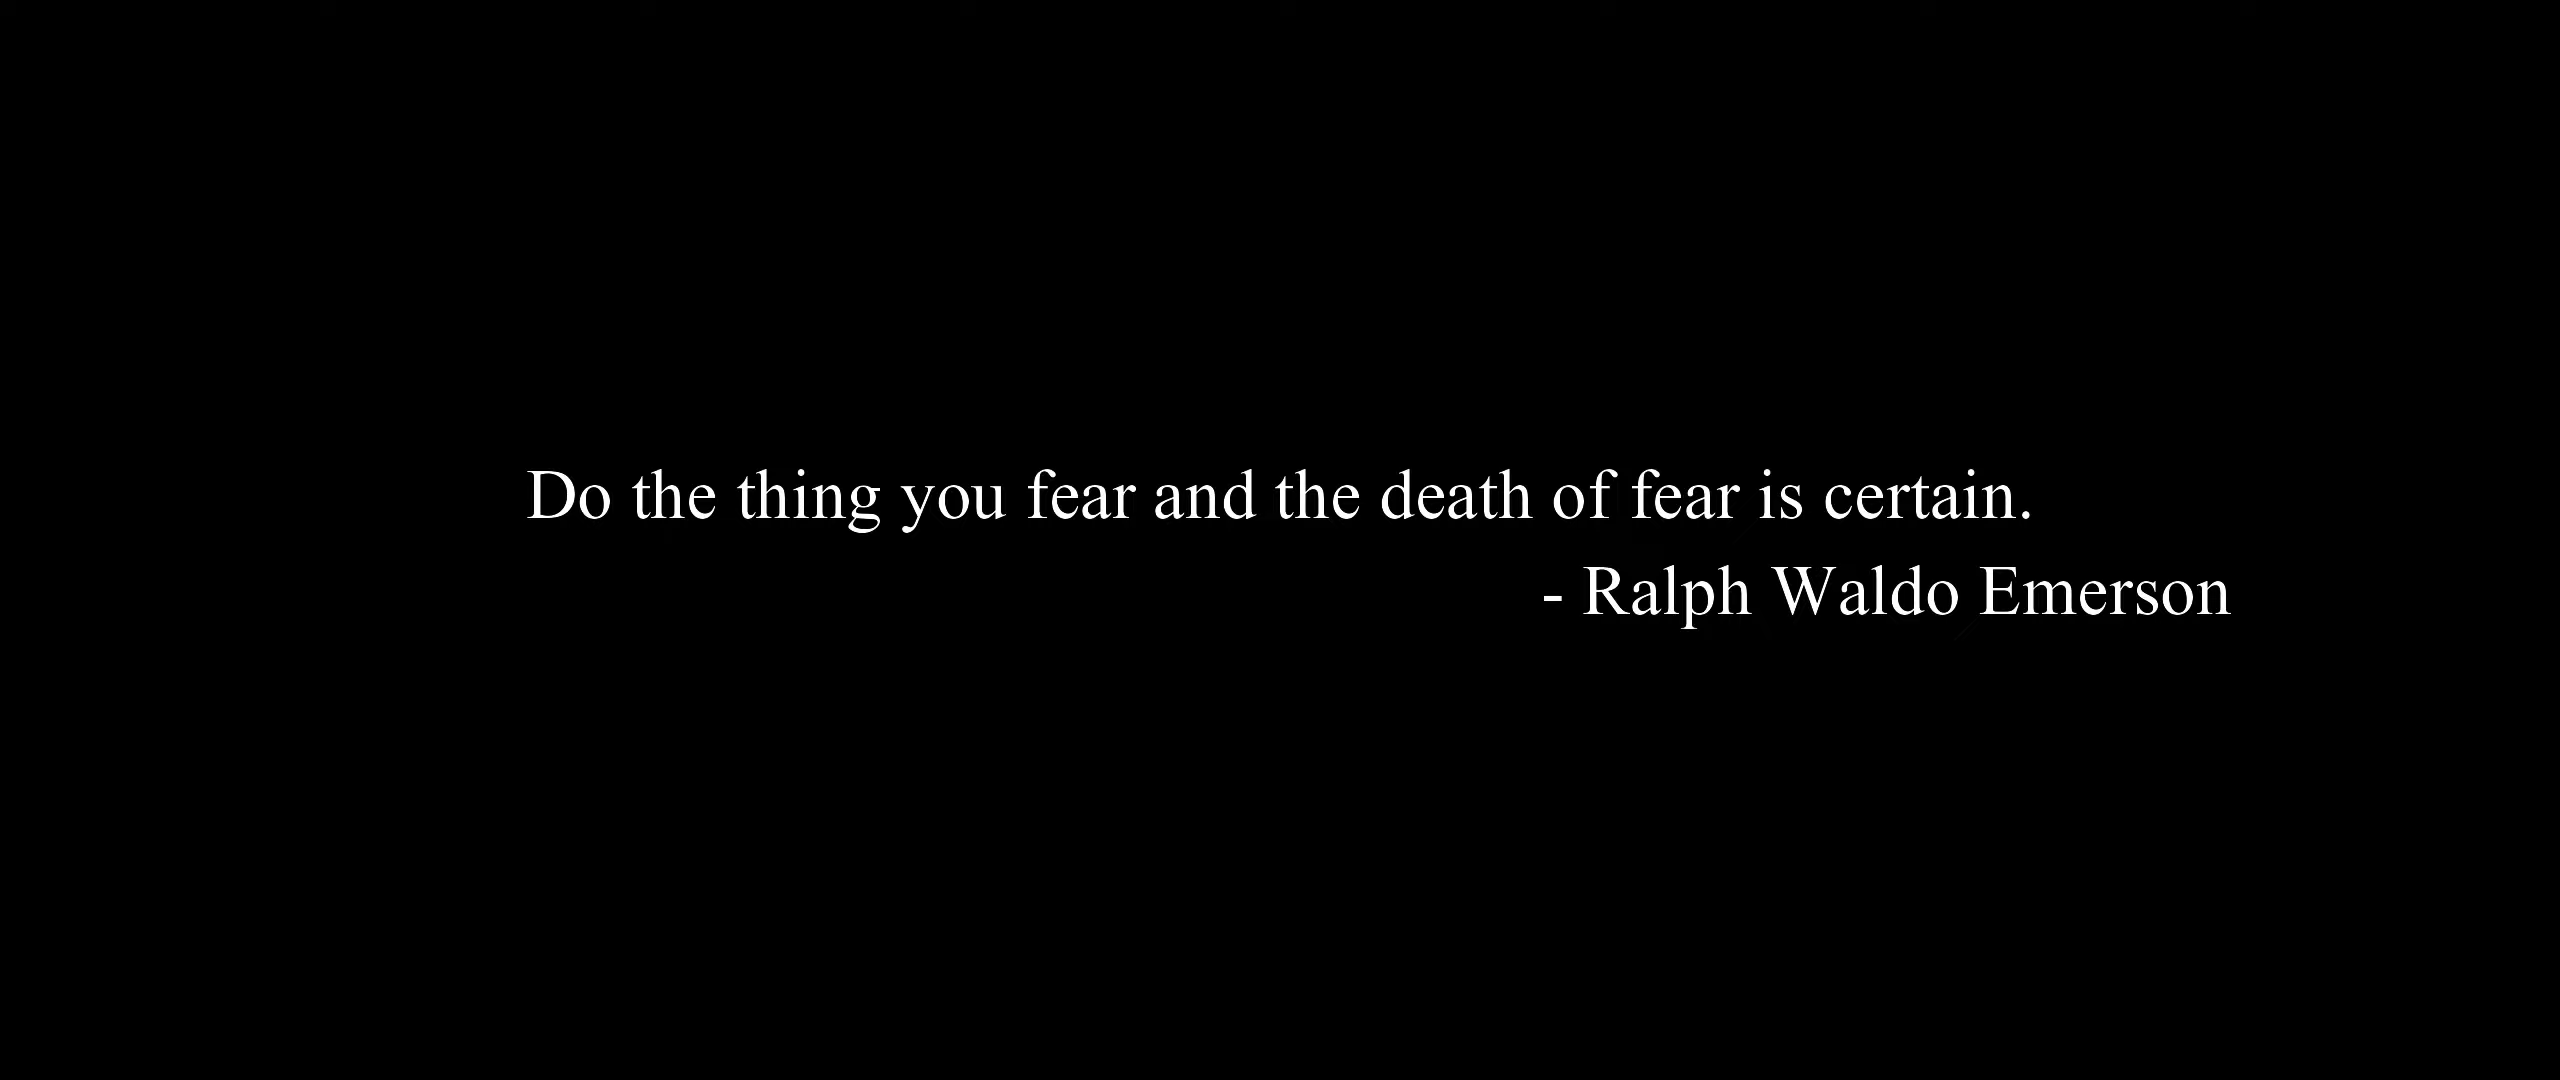 Do the thing you fear and the death of fear is certain.
- Ralph Waldo Emerson